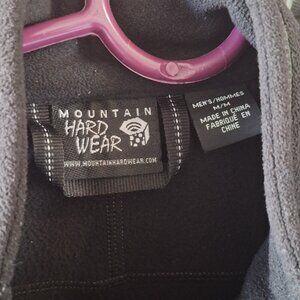 MOUNTAIN
HARD
WEAR
WWW.MOUNTAINHARDWEAR.COM
MEN'S/HOMMES
M/M
MADE IN CHINA
FABRIQUÉ EN
CHINE